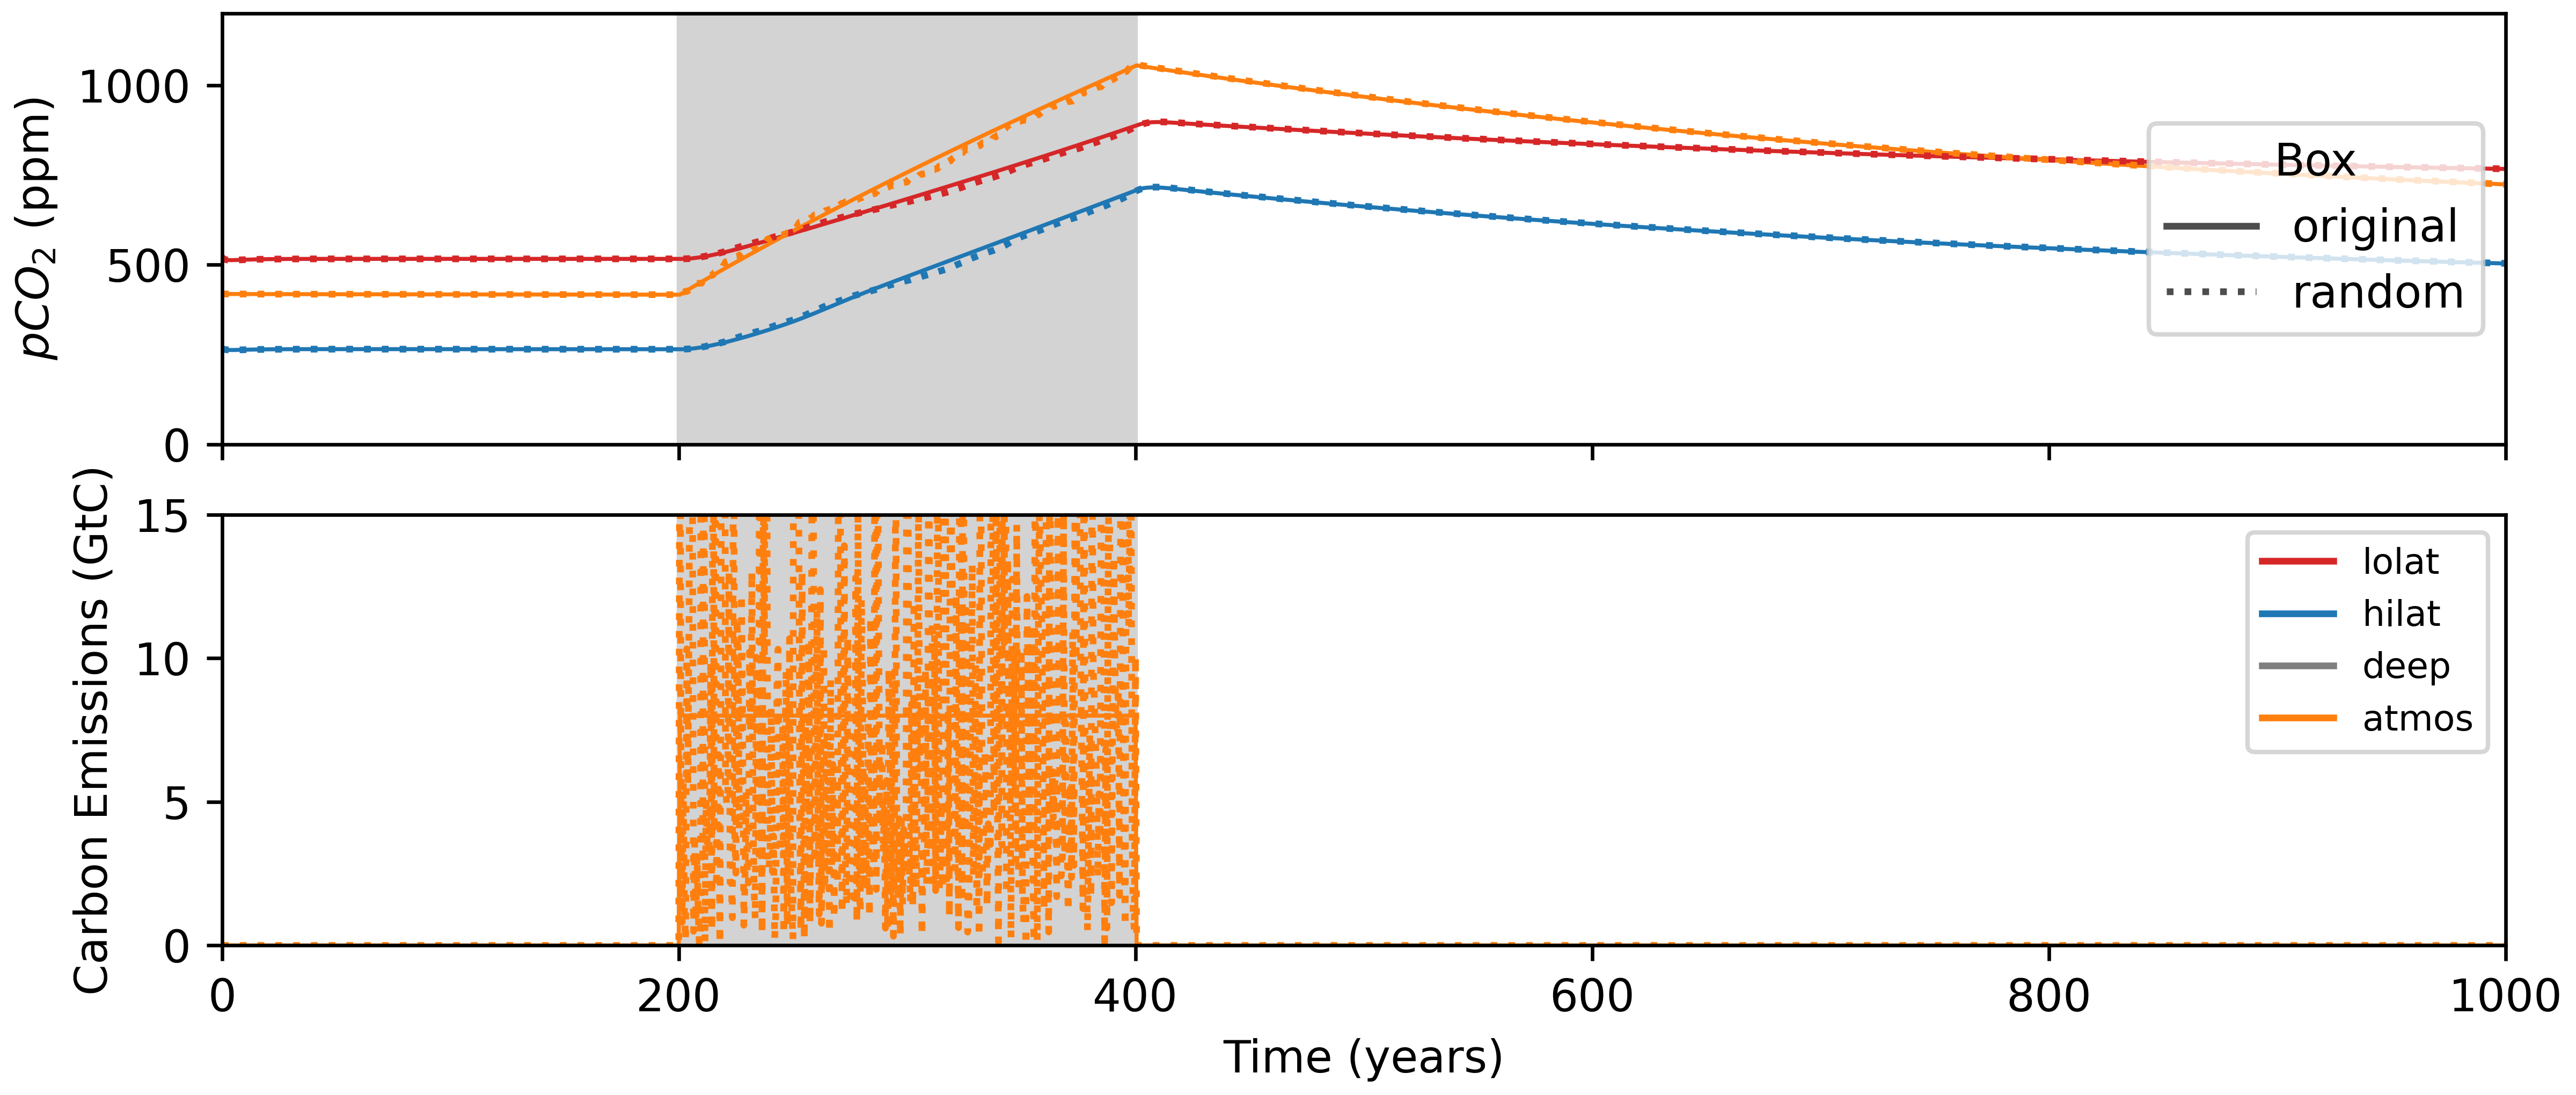 pCO₂ (ppm)
1000
500
0
Box
original
random
Carbon Emissions (GtC)
15
10
5
0
lolat
hilat
deep
atmos
0 200 400 600 800 1000
Time (years)